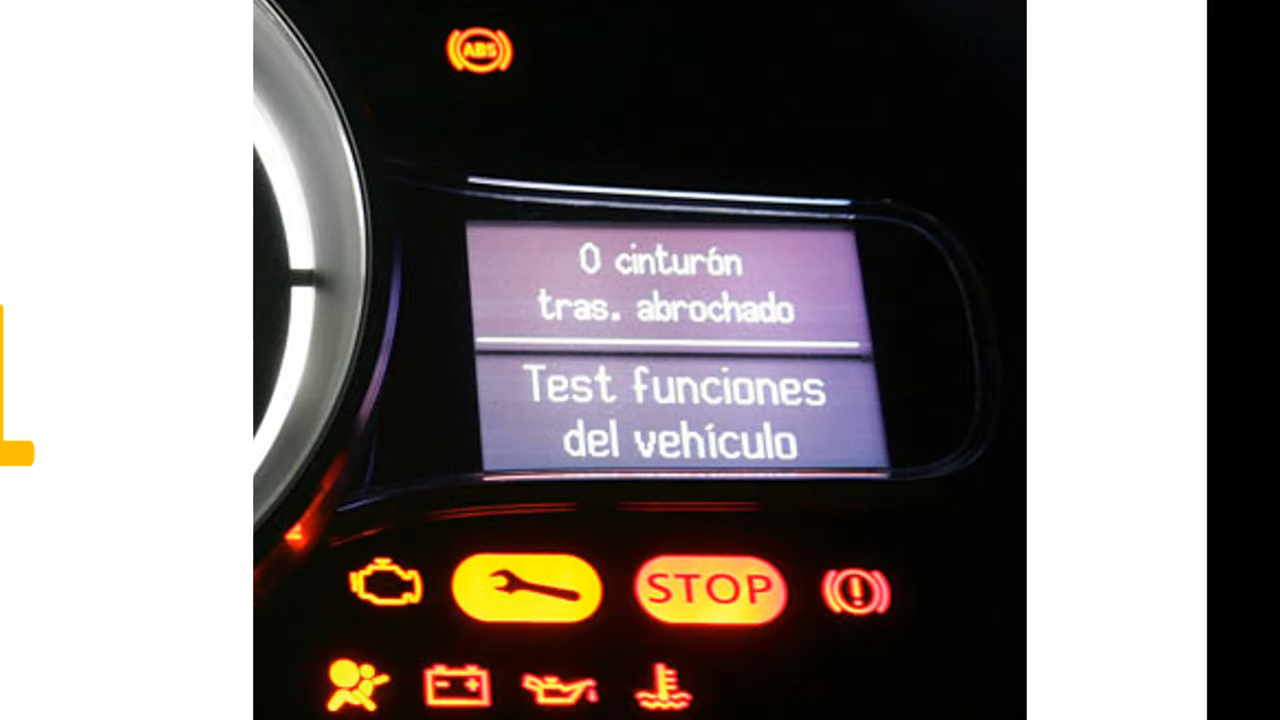 ABS
0 cinturón
tras. abrochado
Test funciones
del vehículo
STOP